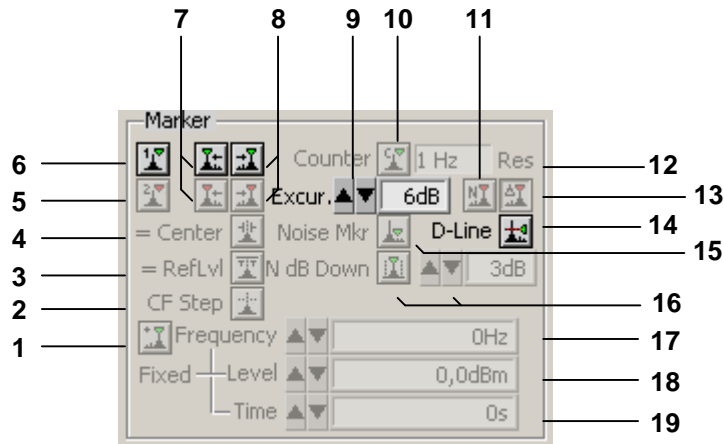 7 8 9 10 11
Marker
6 1 Counter C 1 Hz Res 12
5 2 Excur. 6dB N 13
4 = Center Noise Mkr D-Line 14
15
3 = RefLvl N dB Down 3dB
2 CF Step 16
1 Frequency 0Hz 17
Fixed Level 0,0dBm 18
Time 0s 19